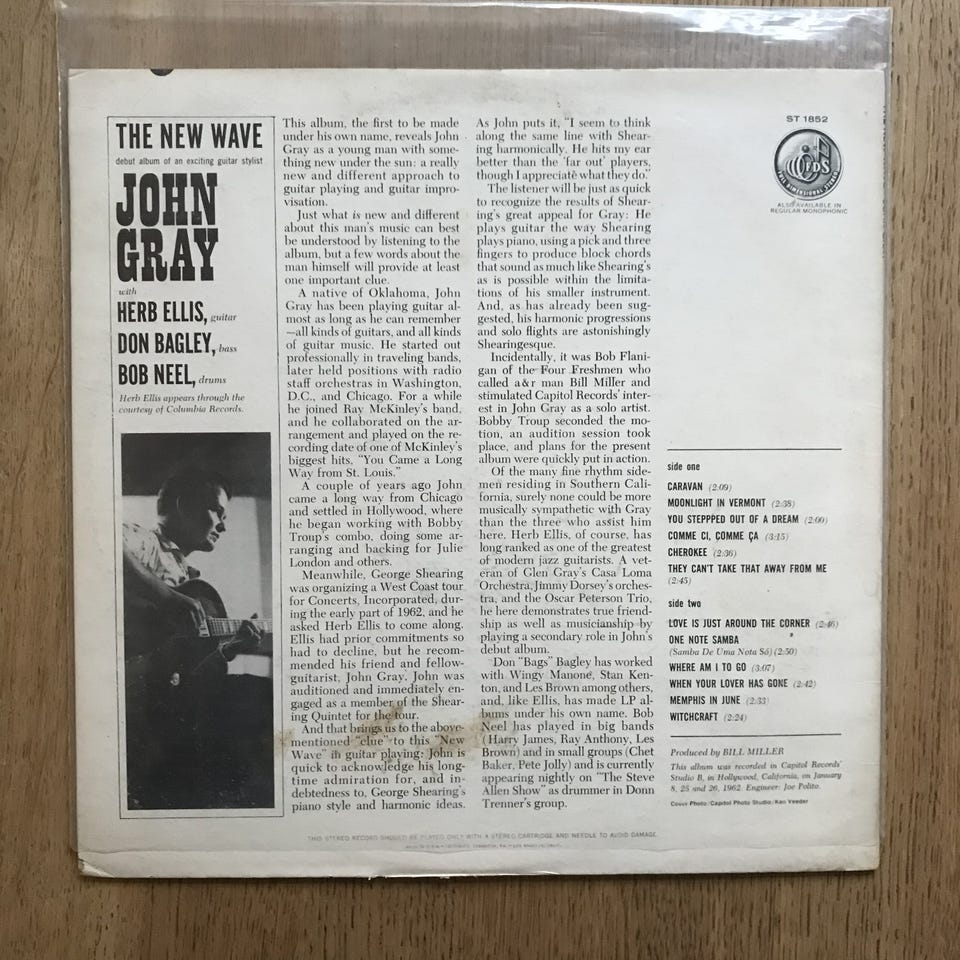 THE NEW WAVE
debut album of an exciting guitar stylist
JOHN
GRAY
with
HERB ELLIS, guitar
DON BAGLEY, bass
BOB NEEL, drums
Herb Ellis appears through the
courtesy of Columbia Records.
This album, the first to be made
under his own name, reveals John
Gray as a young man with some-
thing new under the sun: a really
new and different approach to
guitar playing and guitar impro-
visation.
Just what is new and different
about this man's music can best
be understood by listening to the
album, but a few words about the
man himself will provide at least
one important clue.
A native of Oklahoma, John
Gray has been playing guitar al-
most as long as he can remember
—all kinds of guitars, and all kinds
of guitar music. He started out
professionally in traveling bands,
later held positions with radio
staff orchestras in Washington,
D.C., and Chicago. For a while
he joined Ray McKinley's band,
and he collaborated on the ar-
rangement and played on the re-
cording date of one of McKinley's
biggest hits, "You Came a Long
Way from St. Louis."
A couple of years ago John
came a long way from Chicago
and settled in Hollywood, where
he began working with Bobby
Troup's combo, doing some ar-
ranging and backing for Julie
London and others.
Meanwhile, George Shearing
was organizing a West Coast tour
for Concerts, Incorporated, dur-
ing the early part of 1962, and he
asked Herb Ellis to come along.
Ellis had prior commitments so
had to decline, but he recom-
mended his friend and fellow-
guitarist, John Gray. John was
auditioned and immediately en-
gaged as a member of the Shear-
ing Quintet for the tour.
And that brings us to the above-
mentioned "clue" to this "New
Wave" in guitar playing: John is
quick to acknowledge his long-
time admiration for, and in-
debtedness to, George Shearing's
piano style and harmonic ideas.
As John puts it, "I seem to think
along the same line with Shear-
ing harmonically. He hits my ear
better than the 'far out' players,
though I appreciate what they do."
The listener will be just as quick
to recognize the results of Shear-
ing's great appeal for Gray: He
plays guitar the way Shearing
plays piano, using a pick and three
fingers to produce block chords
that sound as much like Shearing's
as is possible within the limita-
tions of his smaller instrument.
And, as has already been sug-
gested, his harmonic progressions
and solo flights are astonishingly
Shearingesque.
Incidentally, it was Bob Flani-
gan of the Four Freshmen who
called a&r man Bill Miller and
stimulated Capitol Records' inter-
est in John Gray as a solo artist.
Bobby Troup seconded the mo-
tion, an audition session took
place, and plans for the present
album were quickly put in action.
Of the many fine rhythm side-
men residing in Southern Cali-
fornia, surely none could be more
musically sympathetic with Gray
than the three who assist him
here. Herb Ellis, of course, has
long ranked as one of the greatest
of modern jazz guitarists. A vet-
eran of Glen Gray's Casa Loma
Orchestra, Jimmy Dorsey's orches-
tra, and the Oscar Peterson Trio,
he here demonstrates true friend-
ship as well as musicianship by
playing a secondary role in John's
debut album.
Don "Bags" Bagley has worked
with Wingy Manone, Stan Ken-
ton, and Les Brown among others,
and, like Ellis, has made LP al-
bums under his own name. Bob
Neel has played in big bands
(Harry James, Ray Anthony, Les
Brown) and in small groups (Chet
Baker, Pete Jolly) and is currently
appearing nightly on "The Steve
Allen Show" as drummer in Donn
Trenner's group.
ST 1852
FDS
FULL DIMENSIONAL STEREO
ALSO AVAILABLE IN
REGULAR MONOPHONIC
side one
CARAVAN (2:09)
MOONLIGHT IN VERMONT (2:38)
YOU STEPPPED OUT OF A DREAM (2:00)
COMME CI, COMME ÇA (3:15)
CHEROKEE (2:36)
THEY CAN'T TAKE THAT AWAY FROM ME
(2:45)
side two
LOVE IS JUST AROUND THE CORNER (2:46)
ONE NOTE SAMBA
(Samba De Uma Nota Só) (2:50)
WHERE AM I TO GO (3:07)
WHEN YOUR LOVER HAS GONE (2:42)
MEMPHIS IN JUNE (2:33)
WITCHCRAFT (2:24)
Produced by BILL MILLER
This album was recorded in Capitol Records'
Studio B, in Hollywood, California, on January
8, 25 and 26, 1962. Engineer: Joe Polito.
Cover Photo/Capitol Photo Studio/Ken Veeder
THIS STEREO RECORD SHOULD BE PLAYED ONLY WITH A STEREO CARTRIDGE AND NEEDLE TO AVOID DAMAGE